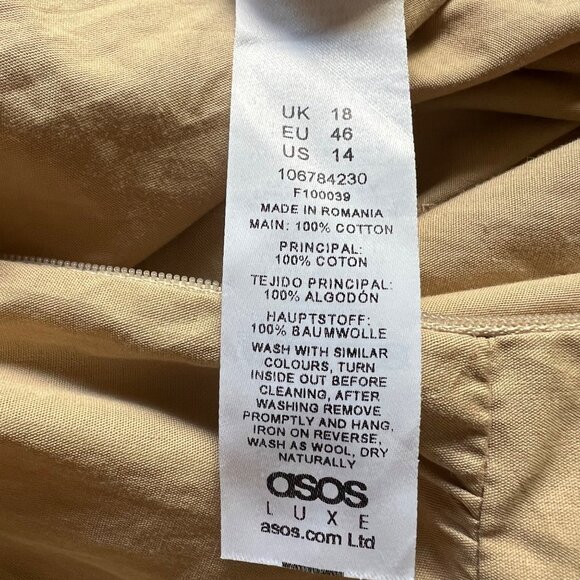 UK 18
EU 46
US 14
106784230
F100039
MADE IN ROMANIA
MAIN: 100% COTTON
PRINCIPAL:
100% COTON
TEJIDO PRINCIPAL:
100% ALGODÓN
HAUPTSTOFF:
100% BAUMWOLLE
WASH WITH SIMILAR
COLOURS, TURN
INSIDE OUT BEFORE
CLEANING, AFTER
WASHING REMOVE
PROMPTLY AND HANG,
IRON ON REVERSE,
WASH AS WOOL, DRY
NATURALLY
asos
LUXE
asos.com Ltd